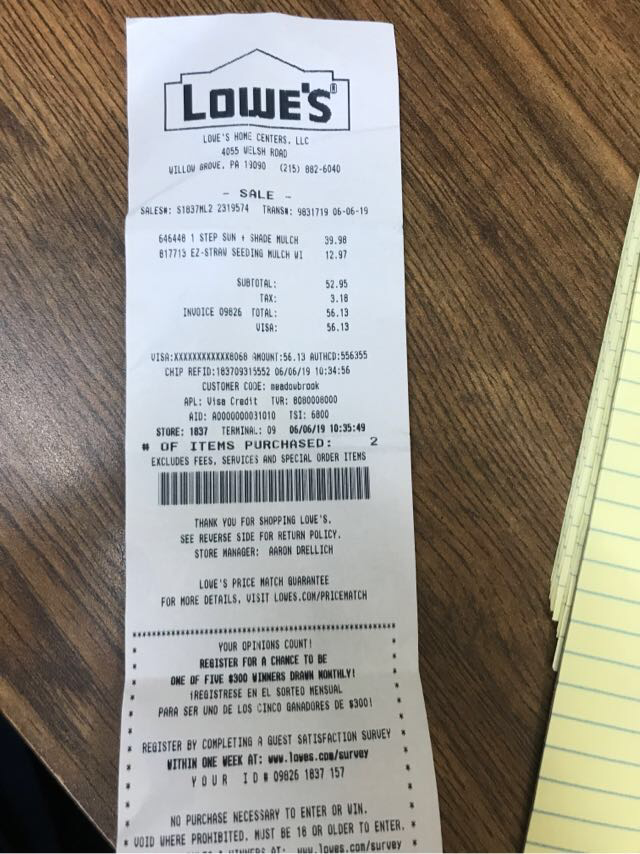 LOWE'S®
LOWE'S HOME CENTERS, LLC
4055 WELSH ROAD
WILLOW GROVE, PA 19090 (215) 882-6040
- SALE -
SALES#: S1837ML2 2319574 TRANS#: 9831719 06-06-19
646448 1 STEP SUN + SHADE MULCH 39.98
817713 EZ-STRAW SEEDING MULCH WI 12.97
SUBTOTAL: 52.95
TAX: 3.18
INVOICE 09826 TOTAL: 56.13
VISA: 56.13
VISA:XXXXXXXXXXXX8068 AMOUNT:56.13 AUTHCD:556355
CHIP REFID:183709319552 06/06/19 10:34:56
CUSTOMER CODE: meadowbrook
APL: Visa Credit TVR: 8080008000
AID: A0000000031010 TSI: 6800
STORE: 1837 TERMINAL: 09 06/06/19 10:35:49
# OF ITEMS PURCHASED: 2
EXCLUDES FEES, SERVICES AND SPECIAL ORDER ITEMS
THANK YOU FOR SHOPPING LOWE'S.
SEE REVERSE SIDE FOR RETURN POLICY.
STORE MANAGER: AARON DRELLICH
LOWE'S PRICE MATCH GUARANTEE
FOR MORE DETAILS, VISIT LOWES.COM/PRICEMATCH
****************************************************
* YOUR OPINIONS COUNT! *
* REGISTER FOR A CHANCE TO BE *
* ONE OF FIVE $300 WINNERS DRAWN MONTHLY! *
* ¡REGISTRESE EN EL SORTEO MENSUAL *
* PARA SER UNO DE LOS CINCO GANADORES DE $300! *
* REGISTER BY COMPLETING A GUEST SATISFACTION SURVEY *
* WITHIN ONE WEEK AT: www.lowes.com/survey *
* YOUR ID# 09826 1837 157 *
* NO PURCHASE NECESSARY TO ENTER OR WIN. *
* VOID WHERE PROHIBITED. MUST BE 18 OR OLDER TO ENTER. *
WINNERS AT: www.lowes.com/survey *